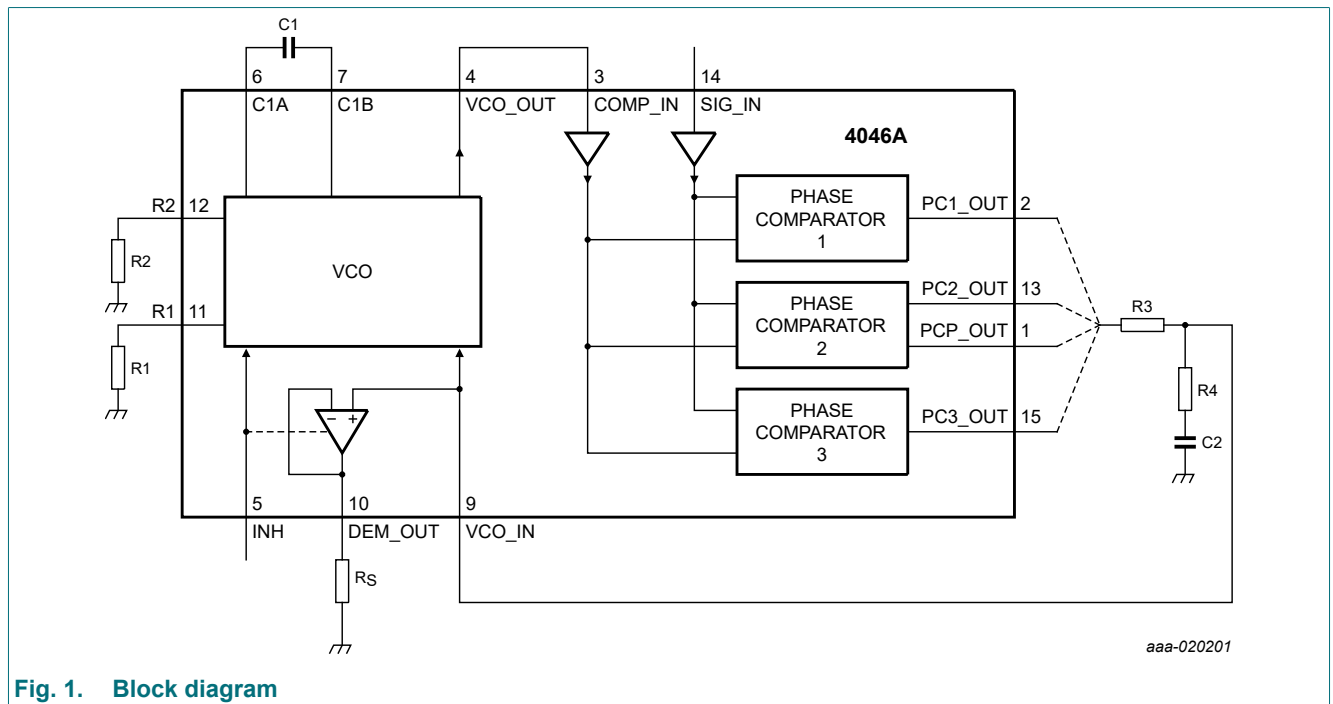 C1
6 7 4 3 14
C1A C1B VCO_OUT COMP_IN SIG_IN
4046A
PHASE
COMPARATOR
1
PC1_OUT 2
R2 12
R2
VCO
PHASE
COMPARATOR
2
PC2_OUT 13
PCP_OUT 1
R3
R1 11
R1
R4
C2
PHASE
COMPARATOR
3
PC3_OUT 15
− +
5 10 9
INH DEM_OUT VCO_IN
RS
aaa-020201
Fig. 1. Block diagram